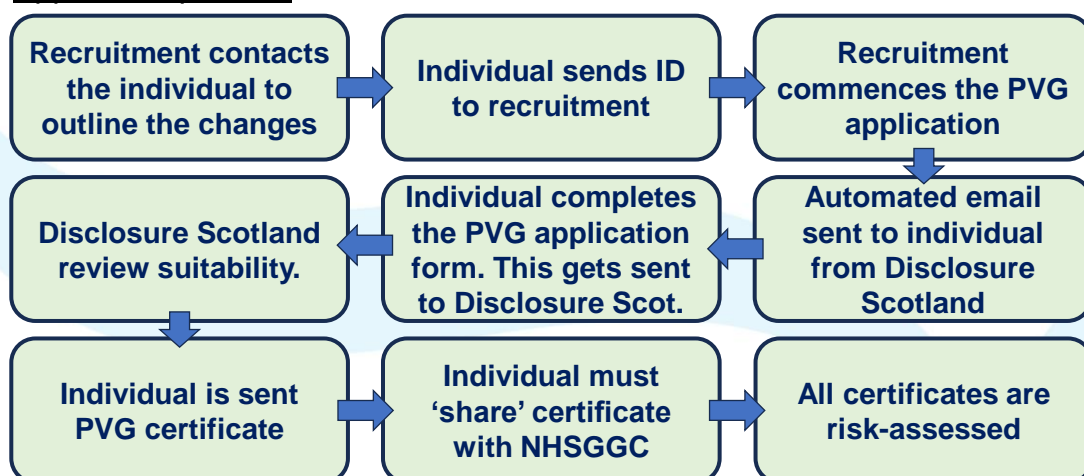 Recruitment contacts
the individual to
outline the changes
Individual sends ID
to recruitment
Recruitment
commences the PVG
application
Automated email
sent to individual
from Disclosure
Scotland
Individual completes
the PVG application
form. This gets sent
to Disclosure Scot.
Disclosure Scotland
review suitability.
Individual is sent
PVG certificate
Individual must
‘share’ certificate
with NHSGGC
All certificates are
risk-assessed